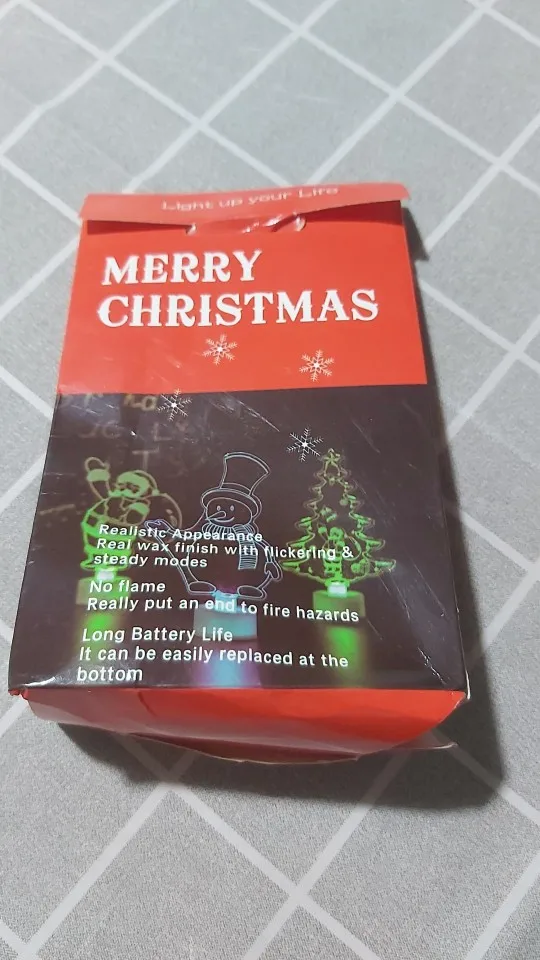 Light up your Life
MERRY
CHRISTMAS
Realistic Appearance
Real wax finish with flickering &
steady modes
No flame
Really put an end to fire hazards
Long Battery Life
It can be easily replaced at the
bottom